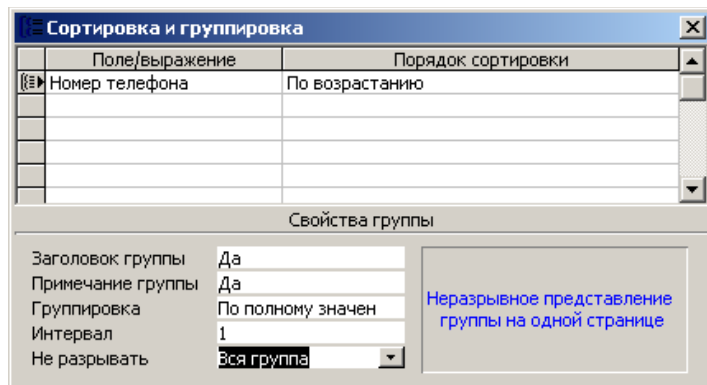 Сортировка и группировка
Поле/выражение Порядок сортировки
Номер телефона По возрастанию
Свойства группы
Заголовок группы Да
Примечание группы Да
Группировка По полному значен
Интервал 1
Не разрывать Вся группа
Неразрывное представление
группы на одной странице